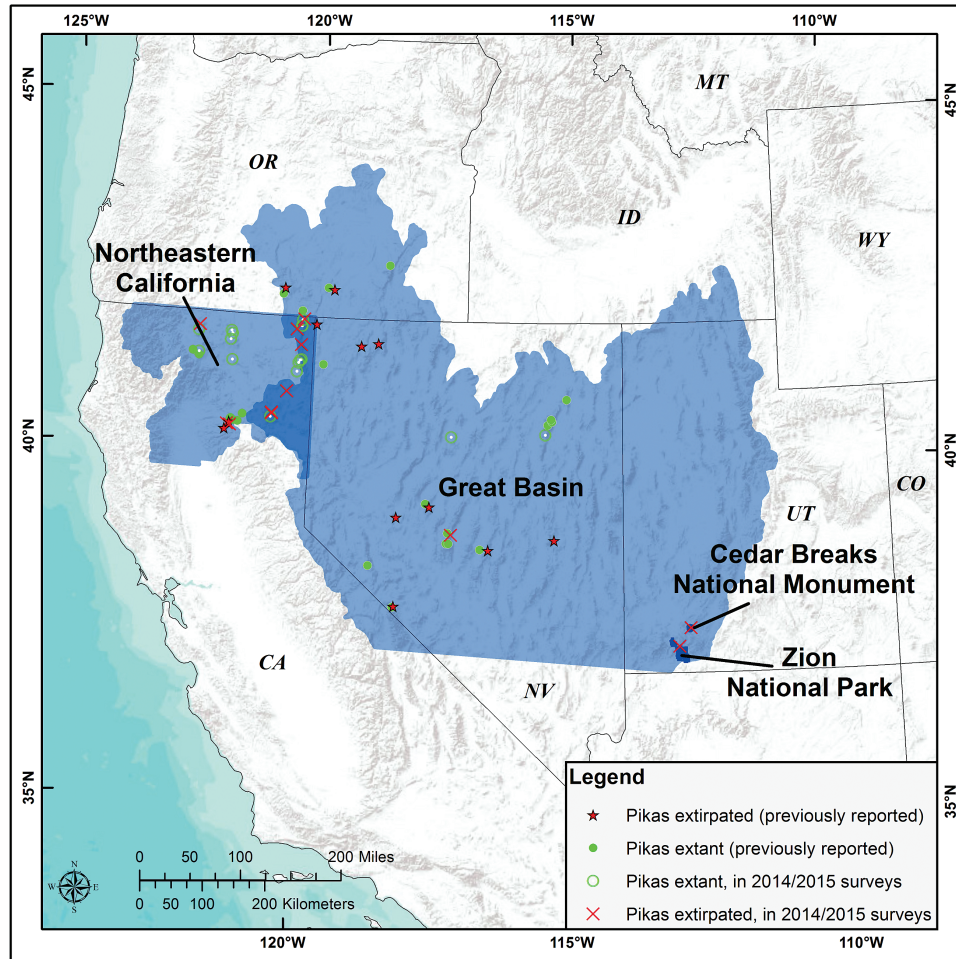 125°W 120°W 115°W 110°W
45°N 45°N
MT
OR
ID
WY
Northeastern
California
40°N 40°N
Great Basin
CO
UT
Cedar Breaks
National Monument
CA
Zion
National Park
NV
Legend
Pikas extirpated (previously reported)
Pikas extant (previously reported)
Pikas extant, in 2014/2015 surveys
Pikas extirpated, in 2014/2015 surveys
35°N 35°N
0 50 100 200 Miles
0 50 100 200 Kilometers
N
W E
S
120°W 115°W 110°W